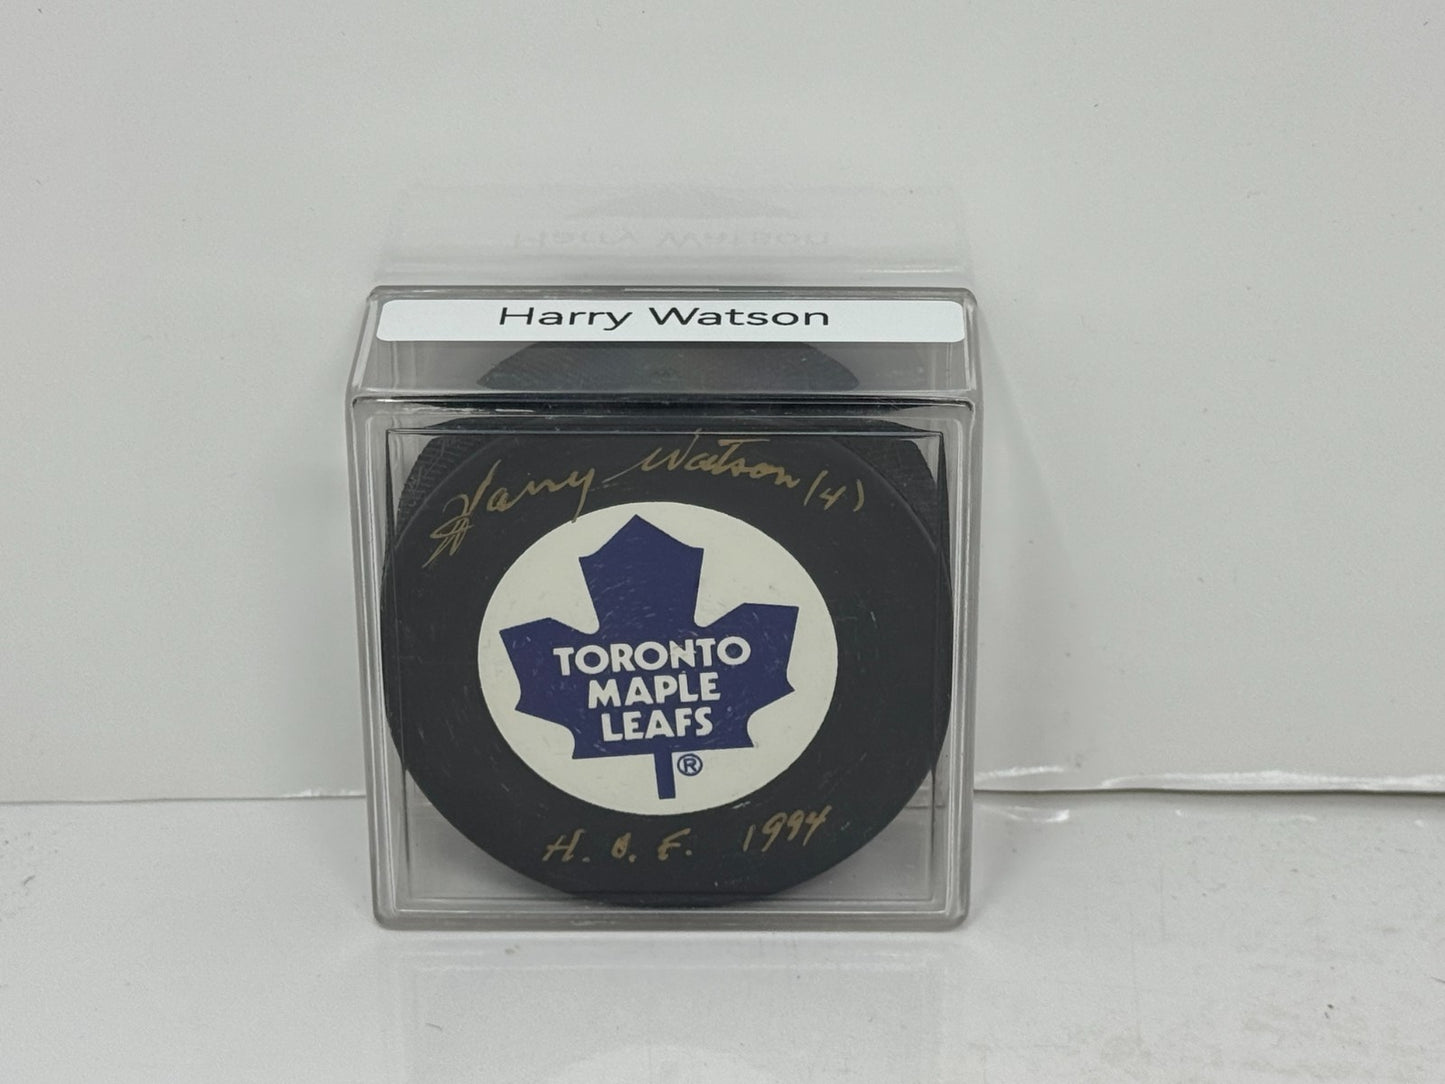 Harry Watson
Harry Watson (4)
TORONTO
MAPLE
LEAFS
®
H. O. F. 1994